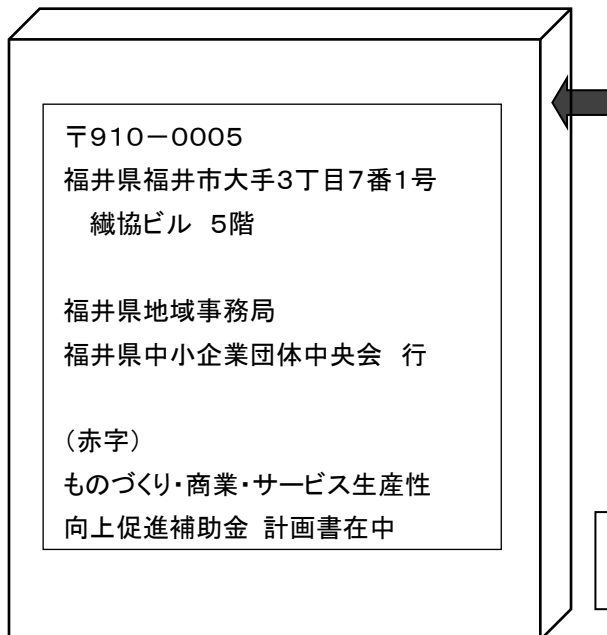 〒910-0005
福井県福井市大手3丁目7番1号
繊協ビル 5階
福井県地域事務局
福井県中小企業団体中央会 行
(赤字)
ものづくり・商業・サービス生産性
向上促進補助金 計画書在中